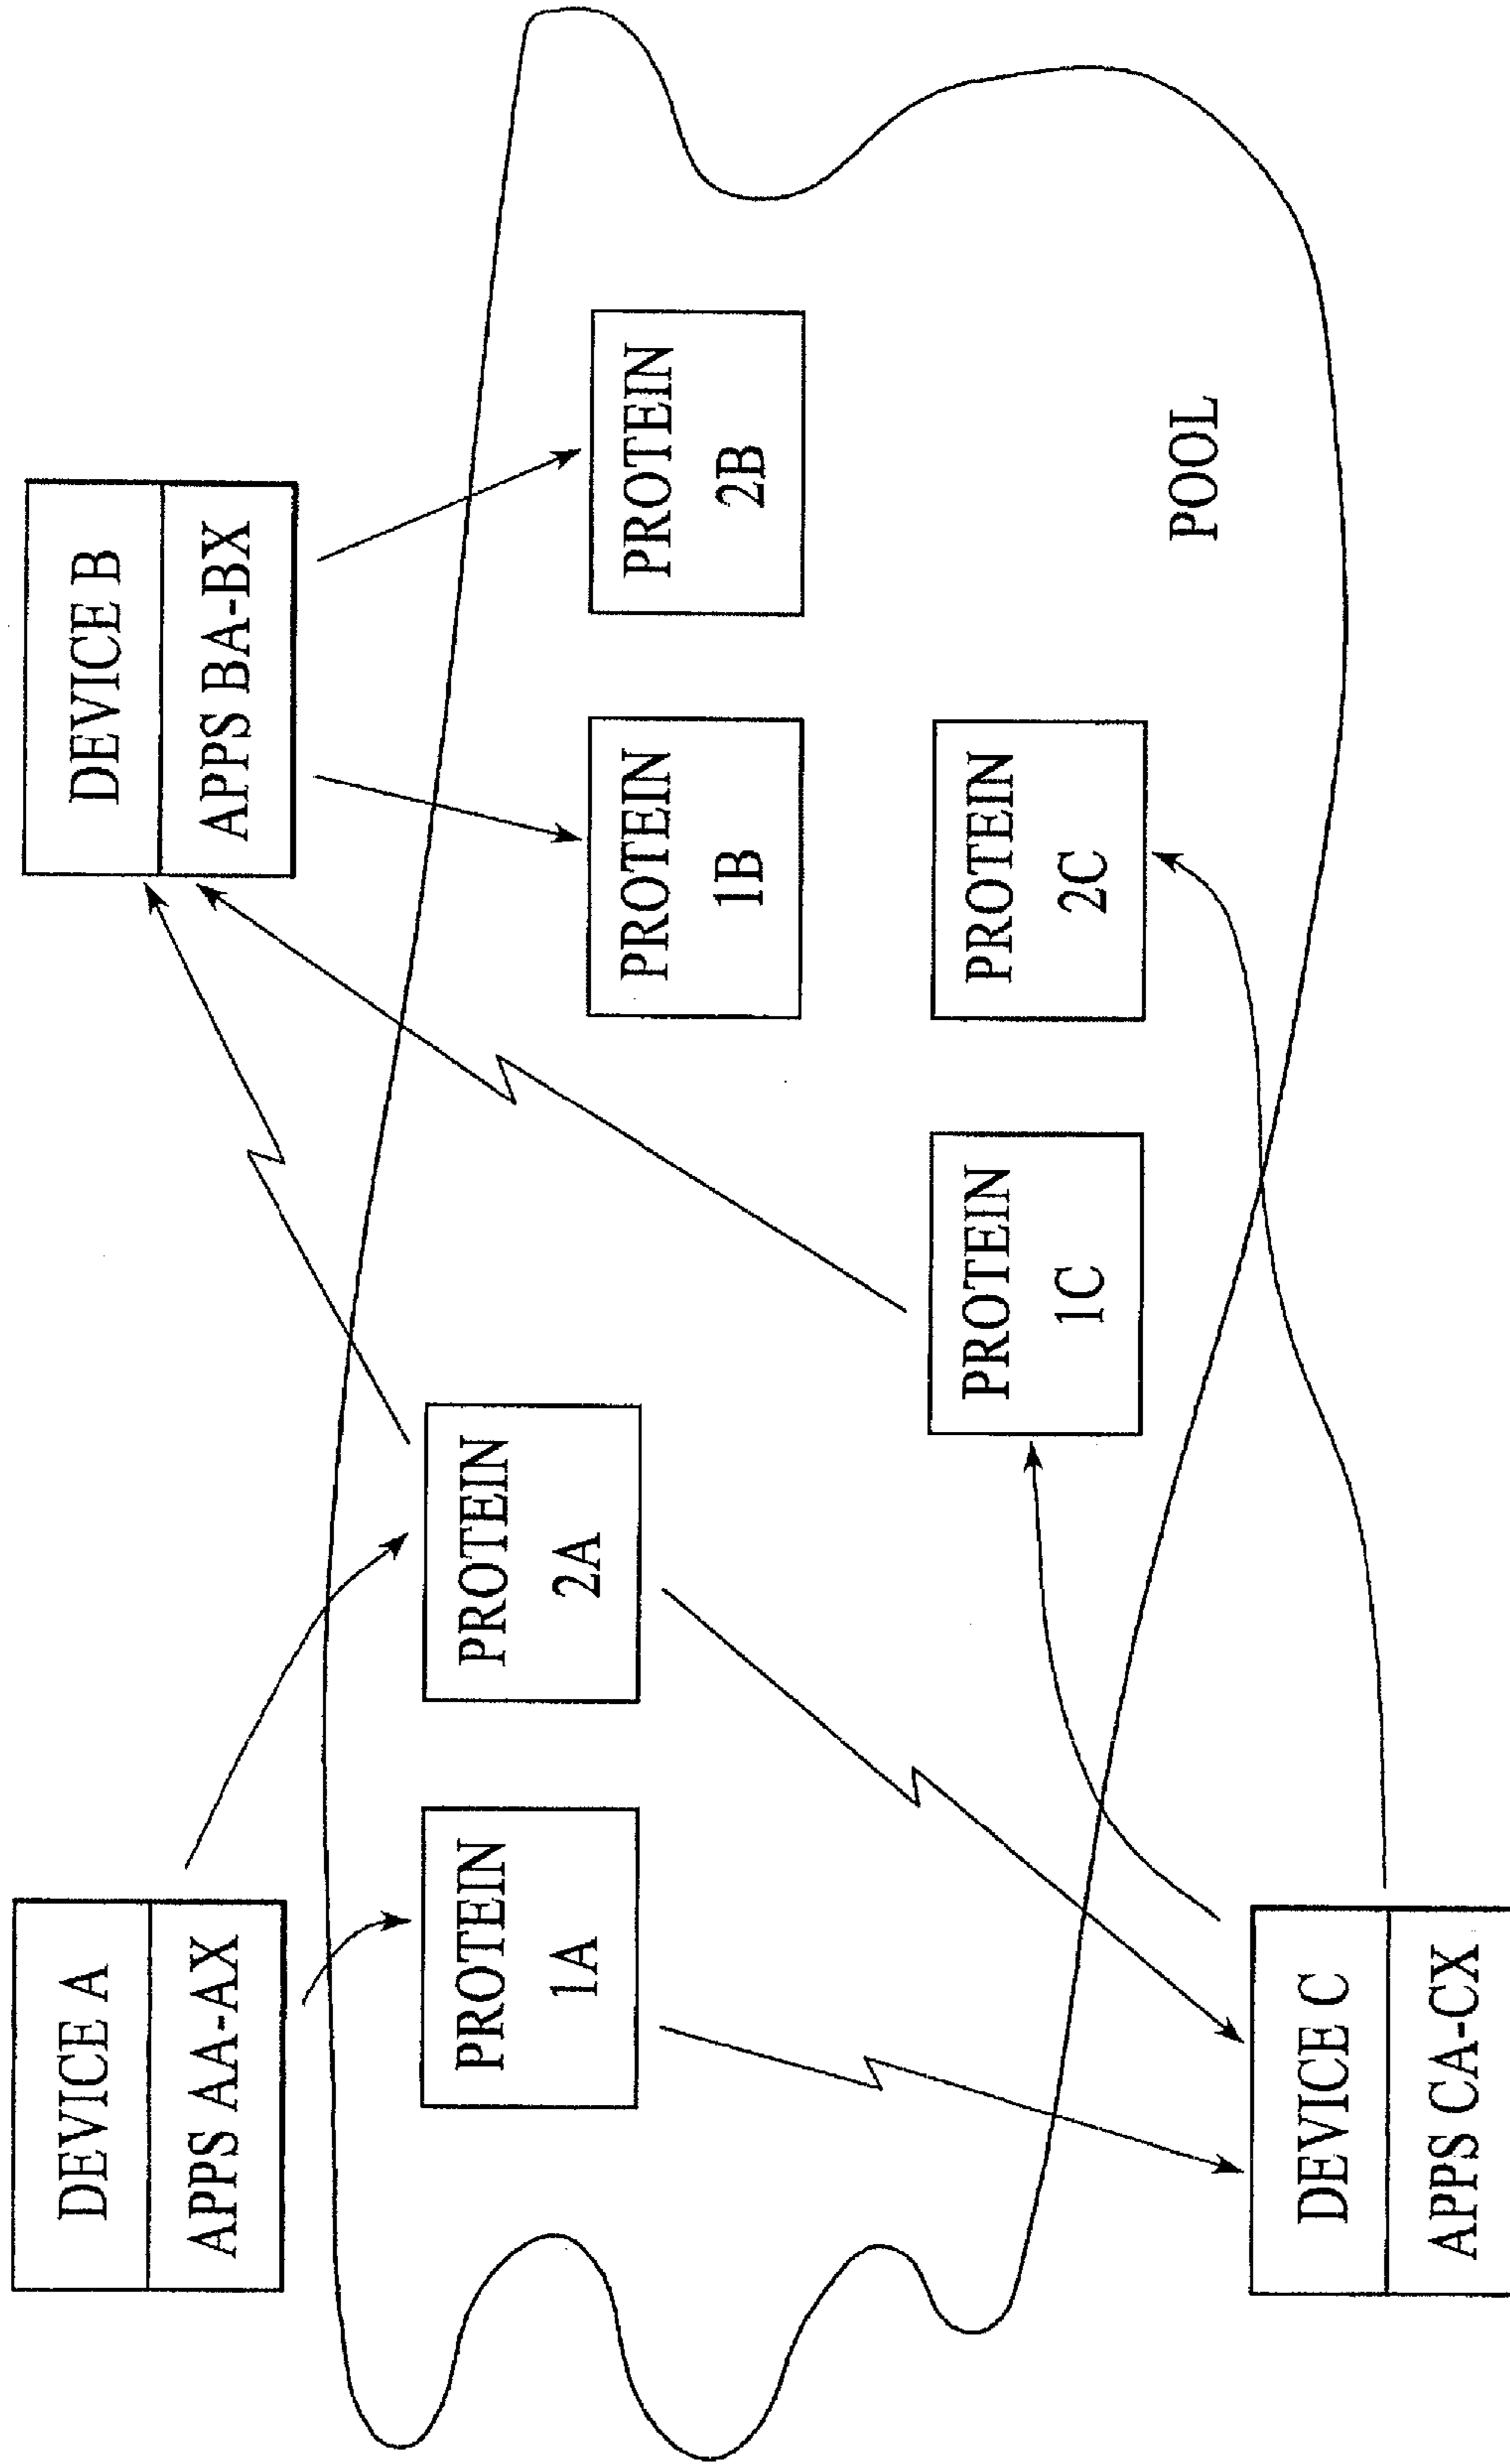 DEVICE A
APPS AA-AX
DEVICE B
APPS BA-BX
PROTEIN
1A
PROTEIN
2A
PROTEIN
1B
PROTEIN
2B
PROTEIN
1C
PROTEIN
2C
POOL
DEVICE C
APPS CA-CX